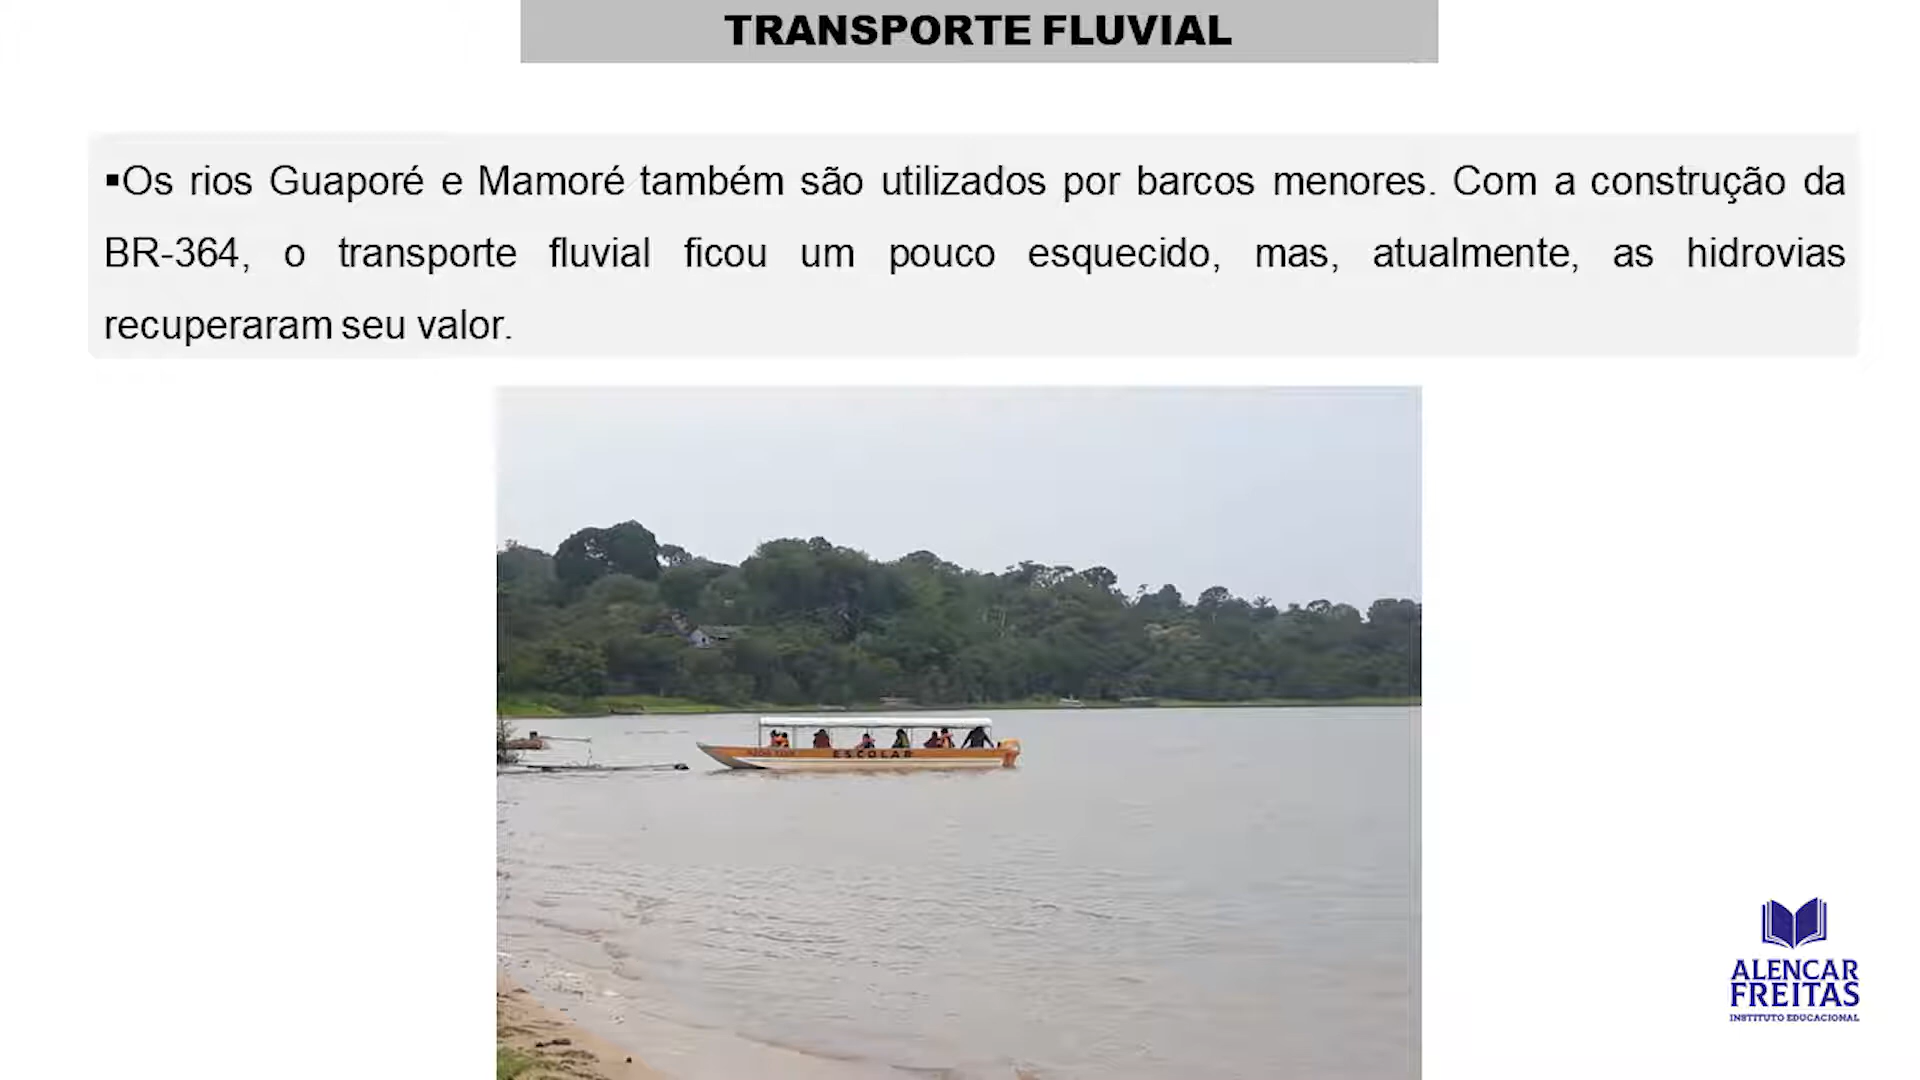 TRANSPORTE FLUVIAL
▪Os rios Guaporé e Mamoré também são utilizados por barcos menores. Com a construção da
BR-364, o transporte fluvial ficou um pouco esquecido, mas, atualmente, as hidrovias
recuperaram seu valor.
ESCOLAR
ALENCAR
FREITAS
INSTITUTO EDUCACIONAL